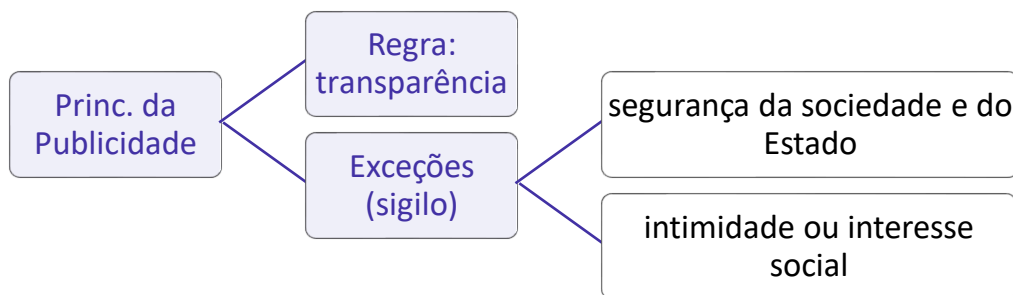 Princ. da
Publicidade
Regra:
transparência
Exceções
(sigilo)
segurança da sociedade e do
Estado
intimidade ou interesse
social